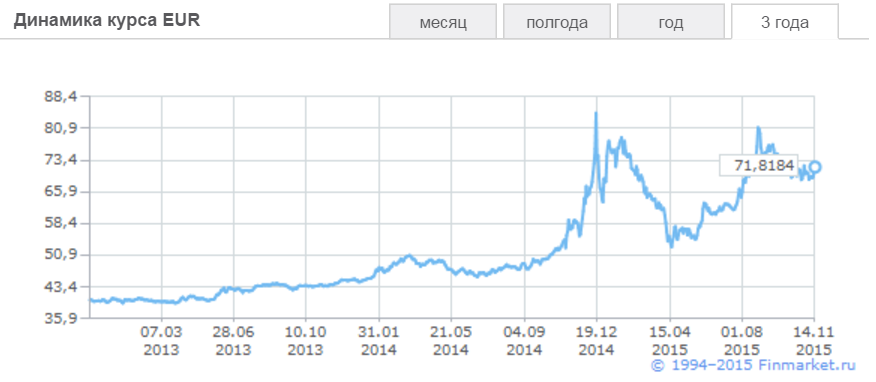 Динамика курса EUR
месяц
полгода
год
3 года
88,4
80,9
73,4
65,9
58,4
50,9
43,4
35,9
71,8184
07.03 28.06 10.10 31.01 21.05 04.09 19.12 15.04 01.08 14.11
2013 2013 2013 2014 2014 2014 2014 2015 2015 2015
© 1994–2015 Finmarket.ru